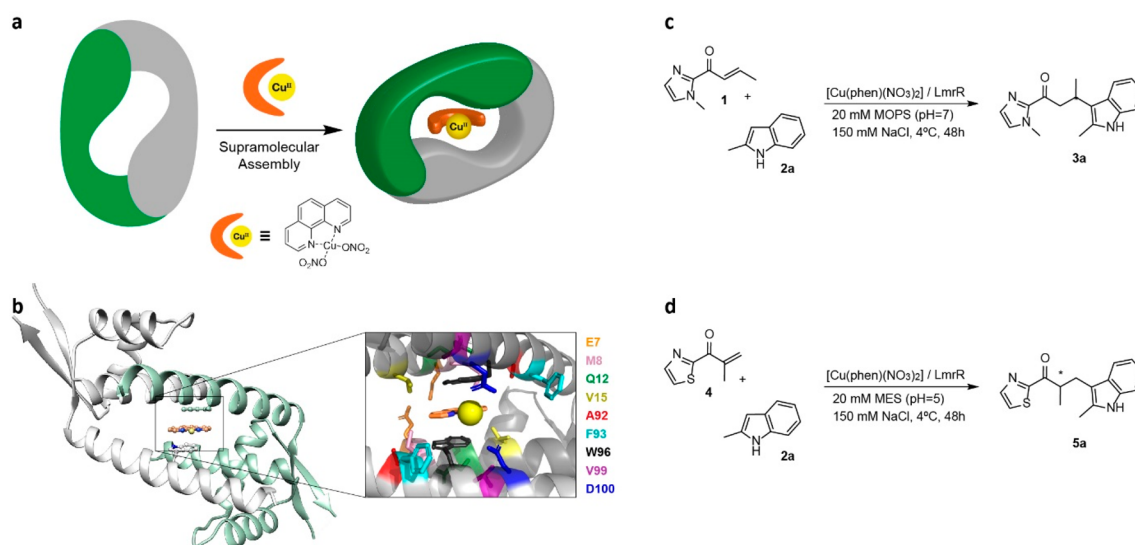 a
Cu^II
Supramolecular
Assembly
Cu^II
Cu^II
≡
N
N
Cu
ONO2
O2NO
b
E7
M8
Q12
V15
A92
F93
W96
V99
D100
c
O
N
N
1
+
N
H
2a
[Cu(phen)(NO3)2] / LmrR
20 mM MOPS (pH=7)
150 mM NaCl, 4ºC, 48h
O
N
N
NH
3a
d
O
N
S
4
+
N
H
2a
[Cu(phen)(NO3)2] / LmrR
20 mM MES (pH=5)
150 mM NaCl, 4ºC, 48h
O
*
N
S
NH
5a